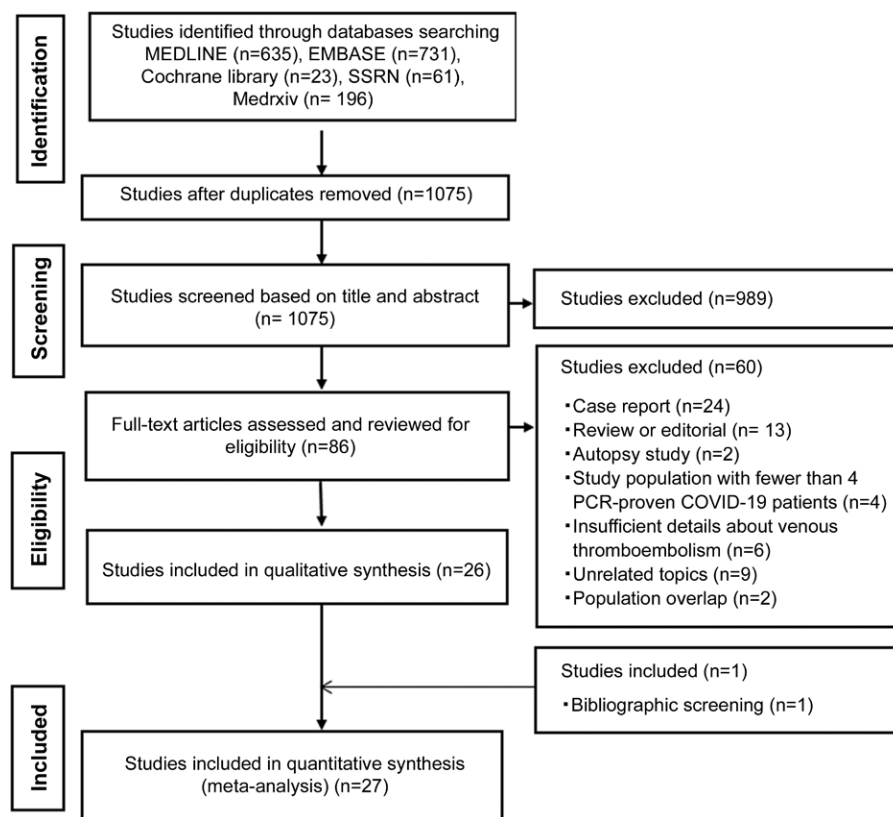 Identification
Studies identified through databases searching
MEDLINE (n=635), EMBASE (n=731),
Cochrane library (n=23), SSRN (n=61),
Medrxiv (n= 196)
Studies after duplicates removed (n=1075)
Screening
Studies screened based on title and abstract
(n= 1075)
Studies excluded (n=989)
Eligibility
Full-text articles assessed and reviewed for
eligibility (n=86)
Studies excluded (n=60)
・Case report (n=24)
・Review or editorial (n= 13)
・Autopsy study (n=2)
・Study population with fewer than 4
PCR-proven COVID-19 patients (n=4)
・Insufficient details about venous
thromboembolism (n=6)
・Unrelated topics (n=9)
・Population overlap (n=2)
Studies included in qualitative synthesis (n=26)
Studies included (n=1)
・Bibliographic screening (n=1)
Included
Studies included in quantitative synthesis
(meta-analysis) (n=27)